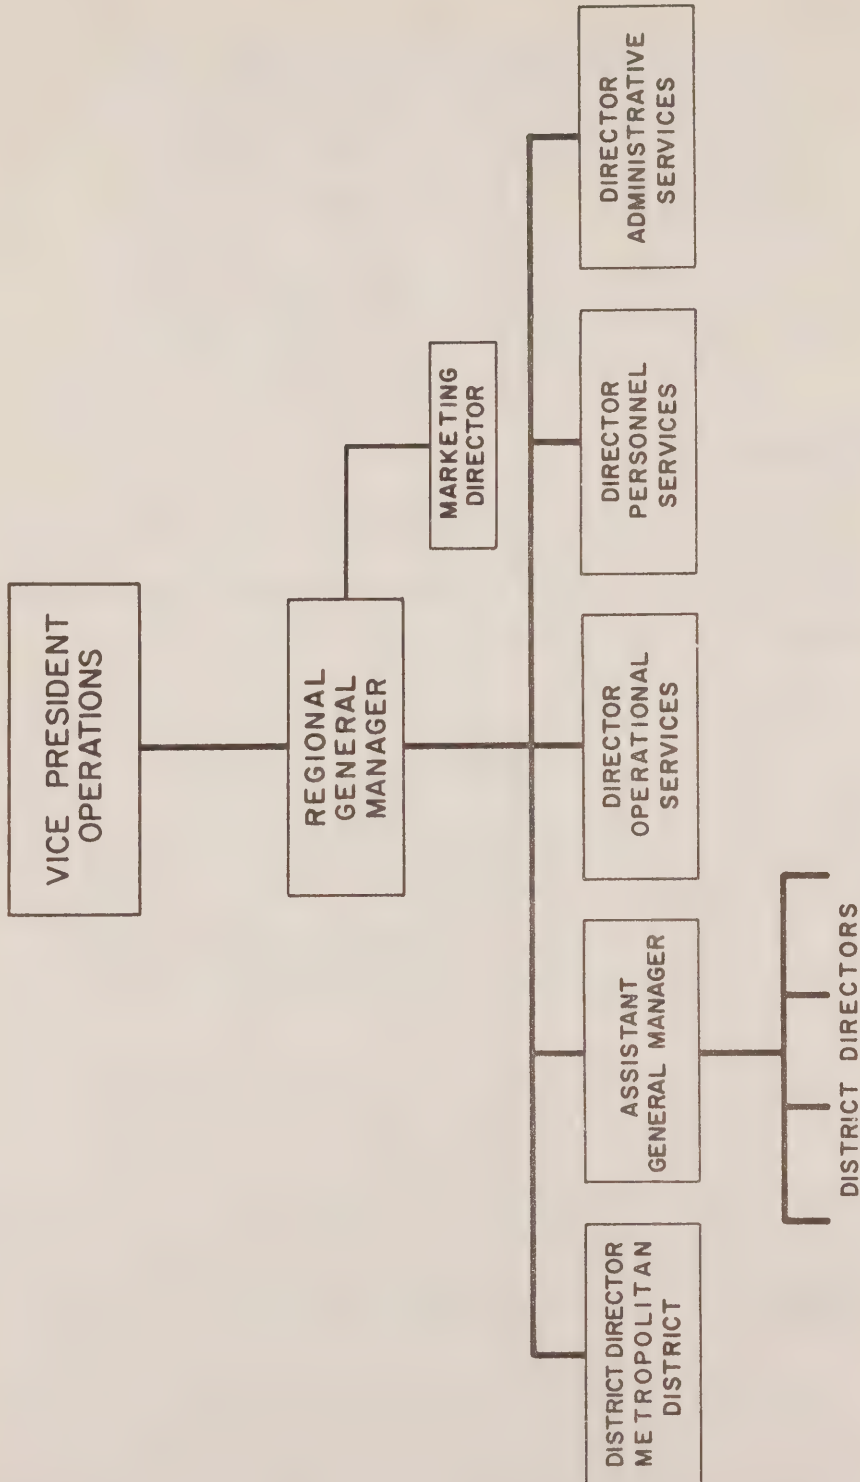 VICE PRESIDENT
OPERATIONS
REGIONAL
GENERAL
MANAGER
MARKETING
DIRECTOR
DISTRICT DIRECTOR
METROPOLITAN
DISTRICT
ASSISTANT
GENERAL MANAGER
DIRECTOR
OPERATIONAL
SERVICES
DIRECTOR
PERSONNEL
SERVICES
DIRECTOR
ADMINISTRATIVE
SERVICES
DISTRICT DIRECTORS